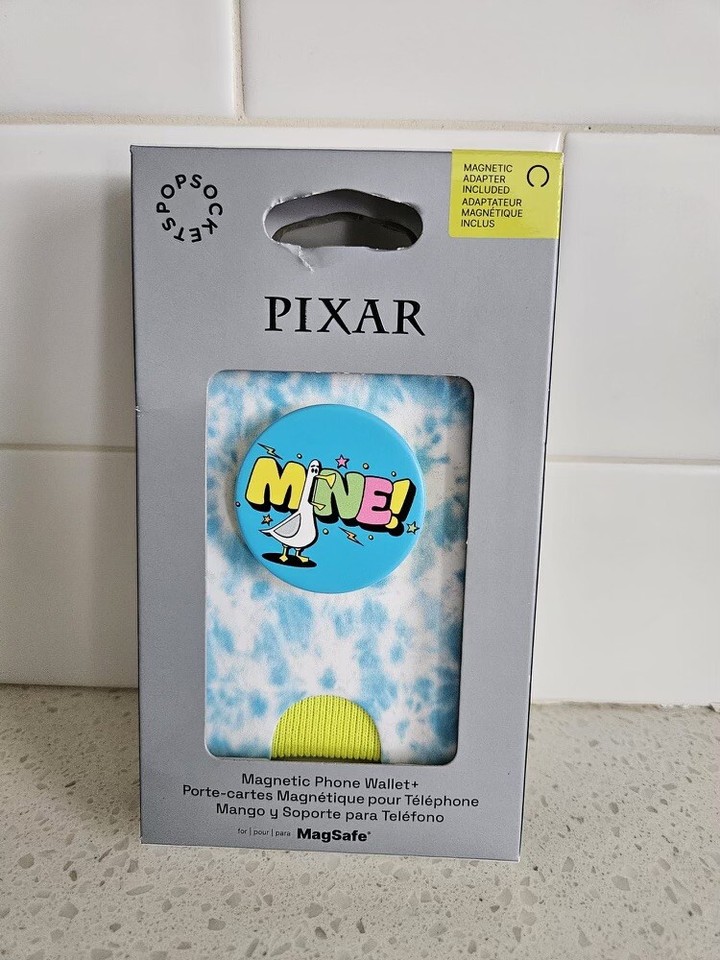 POPSOCKETS
MAGNETIC
ADAPTER
INCLUDED
ADAPTATEUR
MAGNÉTIQUE
INCLUS
PIXAR
MINE!
Magnetic Phone Wallet+
Porte-cartes Magnétique pour Téléphone
Mango y Soporte para Teléfono
for | pour | para MagSafe®